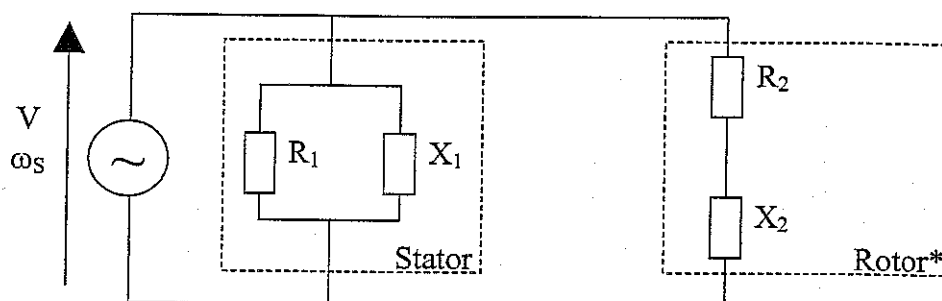 V
ωS
~
R1
X1
Stator
R2
X2
Rotor*